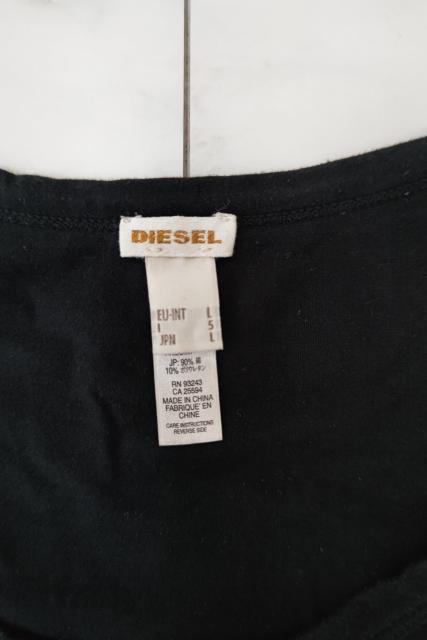 DIESEL
EU-INT L
I 5
JPN L
JP: 90% 綿
10% ポリウレタン
RN 93243
CA 25594
MADE IN CHINA
FABRIQUE' EN
CHINE
CARE INSTRUCTIONS
REVERSE SIDE